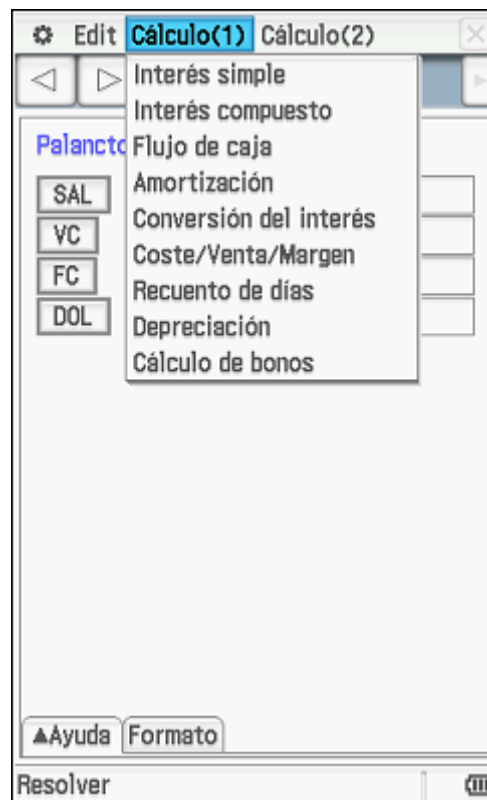 Edit Cálculo(1) Cálculo(2)
Interés simple
Interés compuesto
Flujo de caja
Amortización
Conversión del interés
Coste/Venta/Margen
Recuento de días
Depreciación
Cálculo de bonos
SAL
VC
FC
DOL
▲Ayuda Formato
Resolver